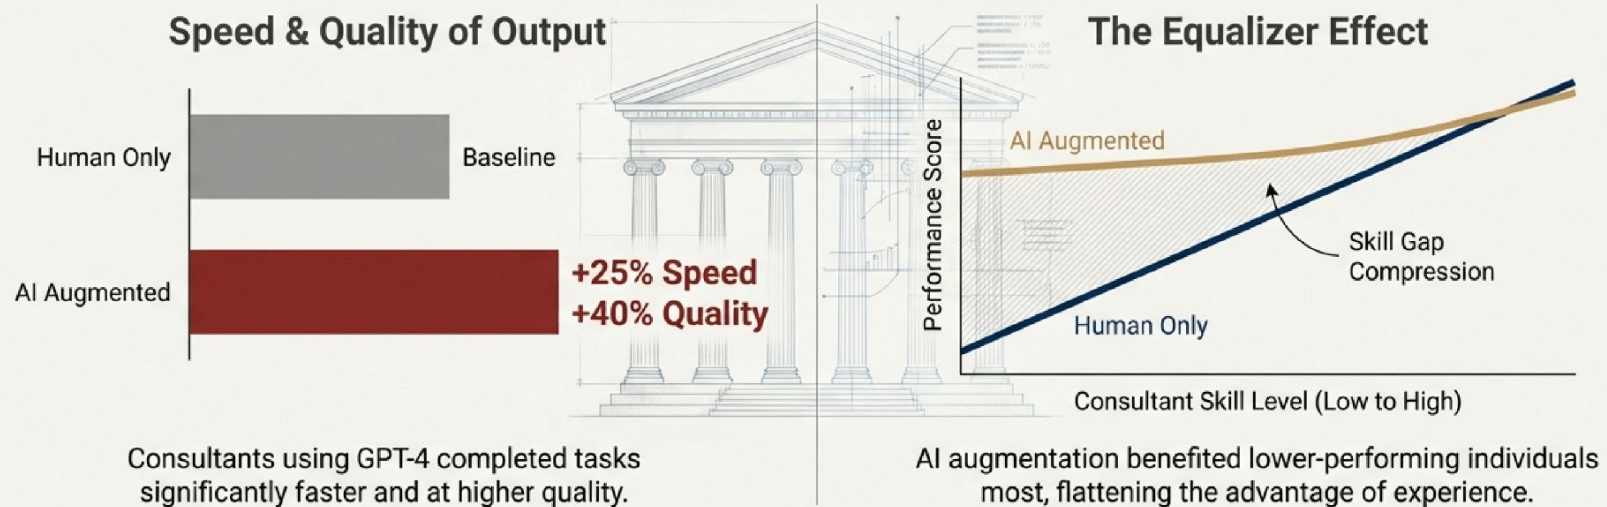 Speed & Quality of Output
Human Only
Baseline
AI Augmented
+25% Speed
+40% Quality
Consultants using GPT-4 completed tasks
significantly faster and at higher quality.
The Equalizer Effect
Performance Score
AI Augmented
Skill Gap
Compression
Human Only
Consultant Skill Level (Low to High)
AI augmentation benefited lower-performing individuals
most, flattening the advantage of experience.